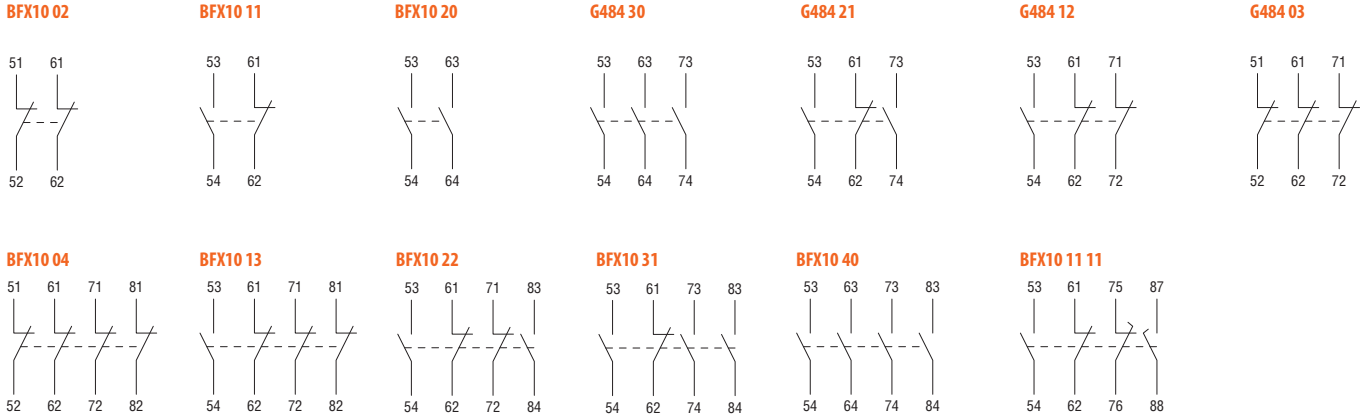 BFX10 02 BFX10 11 BFX10 20 G484 30 G484 21 G484 12 G484 03
51 61 53 61 53 63 53 63 73 53 61 73 53 61 71 51 61 71
52 62 54 62 54 64 54 64 74 54 62 74 54 62 72 52 62 72
BFX10 04 BFX10 13 BFX10 22 BFX10 31 BFX10 40 BFX10 11 11
51 61 71 81 53 61 71 81 53 61 71 83 53 61 73 83 53 63 73 83 53 61 75 87
52 62 72 82 54 62 72 82 54 62 72 84 54 62 74 84 54 64 74 84 54 62 76 88